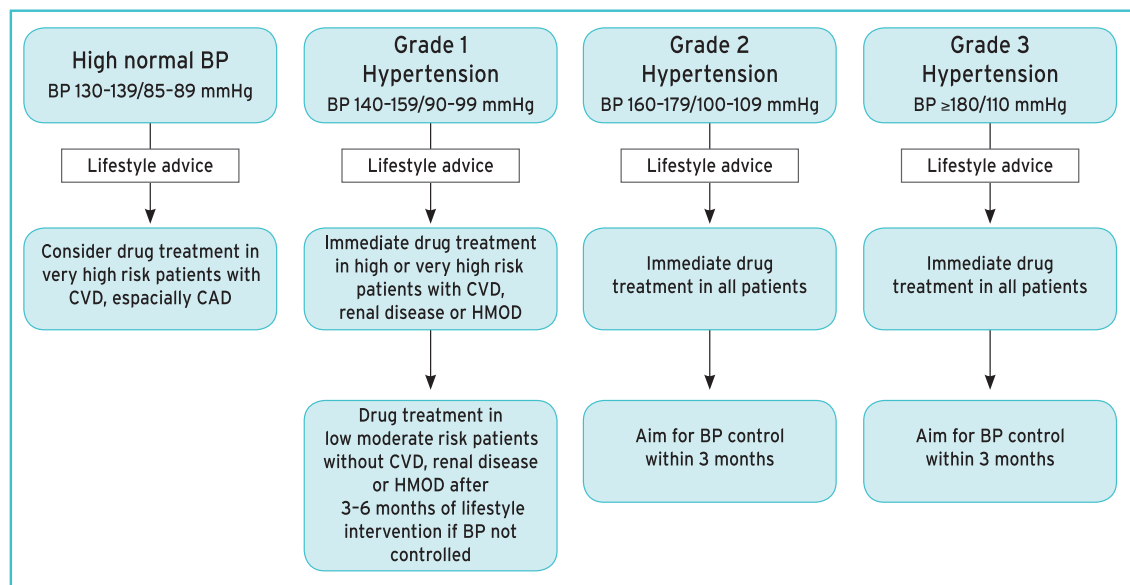 High normal BP
BP 130-139/85-89 mmHg
Lifestyle advice
Consider drug treatment in
very high risk patients with
CVD, espacially CAD
Grade 1
Hypertension
BP 140-159/90-99 mmHg
Lifestyle advice
Immediate drug treatment
in high or very high risk
patients with CVD,
renal disease or HMOD
Drug treatment in
low moderate risk patients
without CVD, renal disease
or HMOD after
3-6 months of lifestyle
intervention if BP not
controlled
Grade 2
Hypertension
BP 160-179/100-109 mmHg
Lifestyle advice
Immediate drug
treatment in all patients
Aim for BP control
within 3 months
Grade 3
Hypertension
BP ≥180/110 mmHg
Lifestyle advice
Immediate drug
treatment in all patients
Aim for BP control
within 3 months